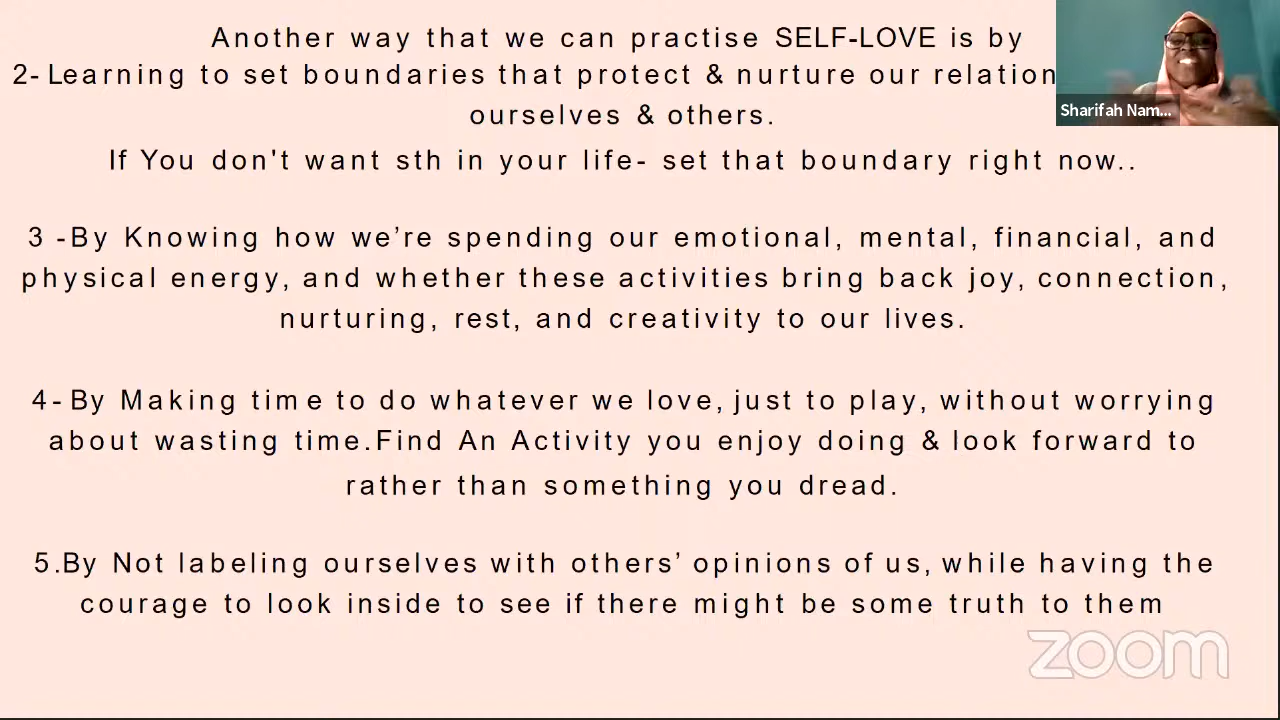 Another way that we can practise SELF-LOVE is by
2- Learning to set boundaries that protect & nurture our relation
ourselves & others.
If You don't want sth in your life- set that boundary right now..
3 -By Knowing how we’re spending our emotional, mental, financial, and
physical energy, and whether these activities bring back joy, connection,
nurturing, rest, and creativity to our lives.
4- By Making time to do whatever we love, just to play, without worrying
about wasting time.Find An Activity you enjoy doing & look forward to
rather than something you dread.
5.By Not labeling ourselves with others’ opinions of us, while having the
courage to look inside to see if there might be some truth to them
Sharifah Nam...
zoom